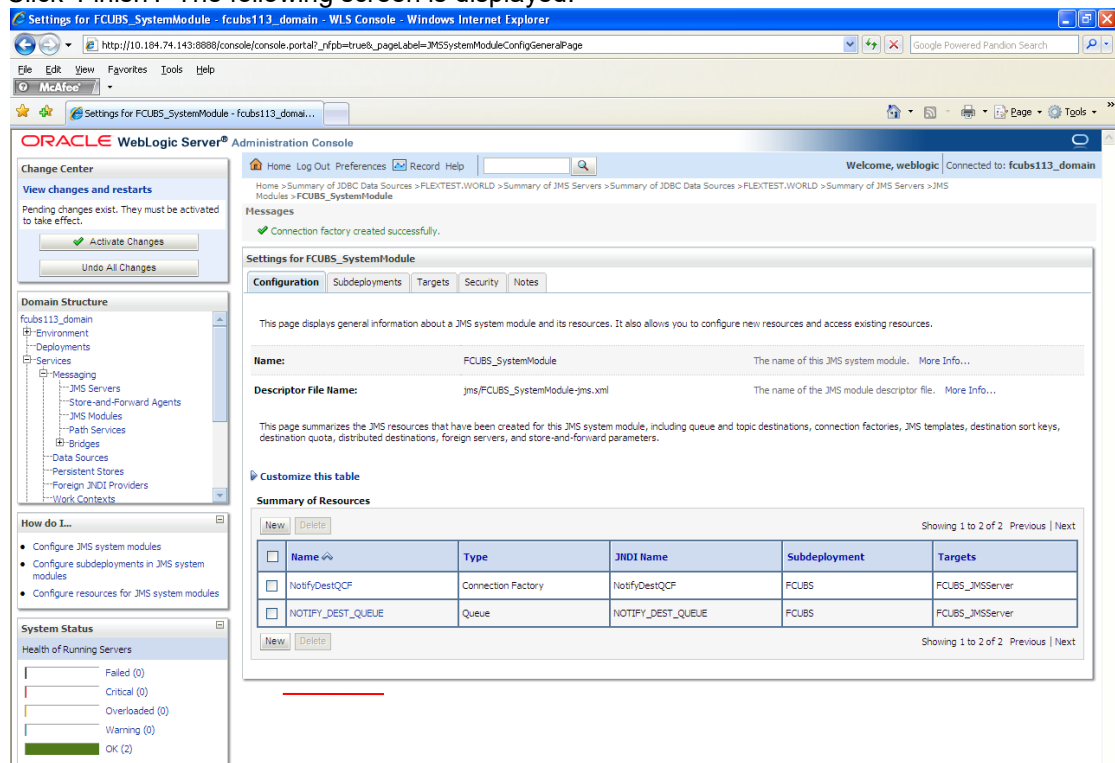 Click 'Finish'. The following screen is displayed:
Settings for FCUBS_SystemModule - fcubs113_domain - WLS Console - Windows Internet Explorer
http://10.184.74.143:8888/console/console.portal?_nfpb=true&_pageLabel=JMSSystemModuleConfigGeneralPage
Google Powered Pandion Search
File Edit View Favorites Tools Help
McAfee
Settings for FCUBS_SystemModule - fcubs113_domai...
Page Tools
ORACLE WebLogic Server® Administration Console
Change Center
View changes and restarts
Pending changes exist. They must be activated
to take effect.
Activate Changes
Undo All Changes
Domain Structure
fcubs113_domain
Environment
Deployments
Services
Messaging
JMS Servers
Store-and-Forward Agents
JMS Modules
Path Services
Bridges
Data Sources
Persistent Stores
Foreign JNDI Providers
Work Contexts
How do I...
Configure JMS system modules
Configure subdeployments in JMS system
modules
Configure resources for JMS system modules
System Status
Health of Running Servers
Failed (0)
Critical (0)
Overloaded (0)
Warning (0)
OK (2)
Home Log Out Preferences Record Help
Welcome, weblogic Connected to: fcubs113_domain
Home >Summary of JDBC Data Sources >FLEXTEST.WORLD >Summary of JMS Servers >Summary of JDBC Data Sources >FLEXTEST.WORLD >Summary of JMS Servers >JMS
Modules >FCUBS_SystemModule
Messages
Connection factory created successfully.
Settings for FCUBS_SystemModule
Configuration Subdeployments Targets Security Notes
This page displays general information about a JMS system module and its resources. It also allows you to configure new resources and access existing resources.
Name: FCUBS_SystemModule The name of this JMS system module. More Info...
Descriptor File Name: jms/FCUBS_SystemModule-jms.xml The name of the JMS module descriptor file. More Info...
This page summarizes the JMS resources that have been created for this JMS system module, including queue and topic destinations, connection factories, JMS templates, destination sort keys,
destination quota, distributed destinations, foreign servers, and store-and-forward parameters.
Customize this table
Summary of Resources
New Delete Showing 1 to 2 of 2 Previous | Next
Name Type JNDI Name Subdeployment Targets
NotifyDestQCF Connection Factory NotifyDestQCF FCUBS FCUBS_JMSServer
NOTIFY_DEST_QUEUE Queue NOTIFY_DEST_QUEUE FCUBS FCUBS_JMSServer
New Delete Showing 1 to 2 of 2 Previous | Next